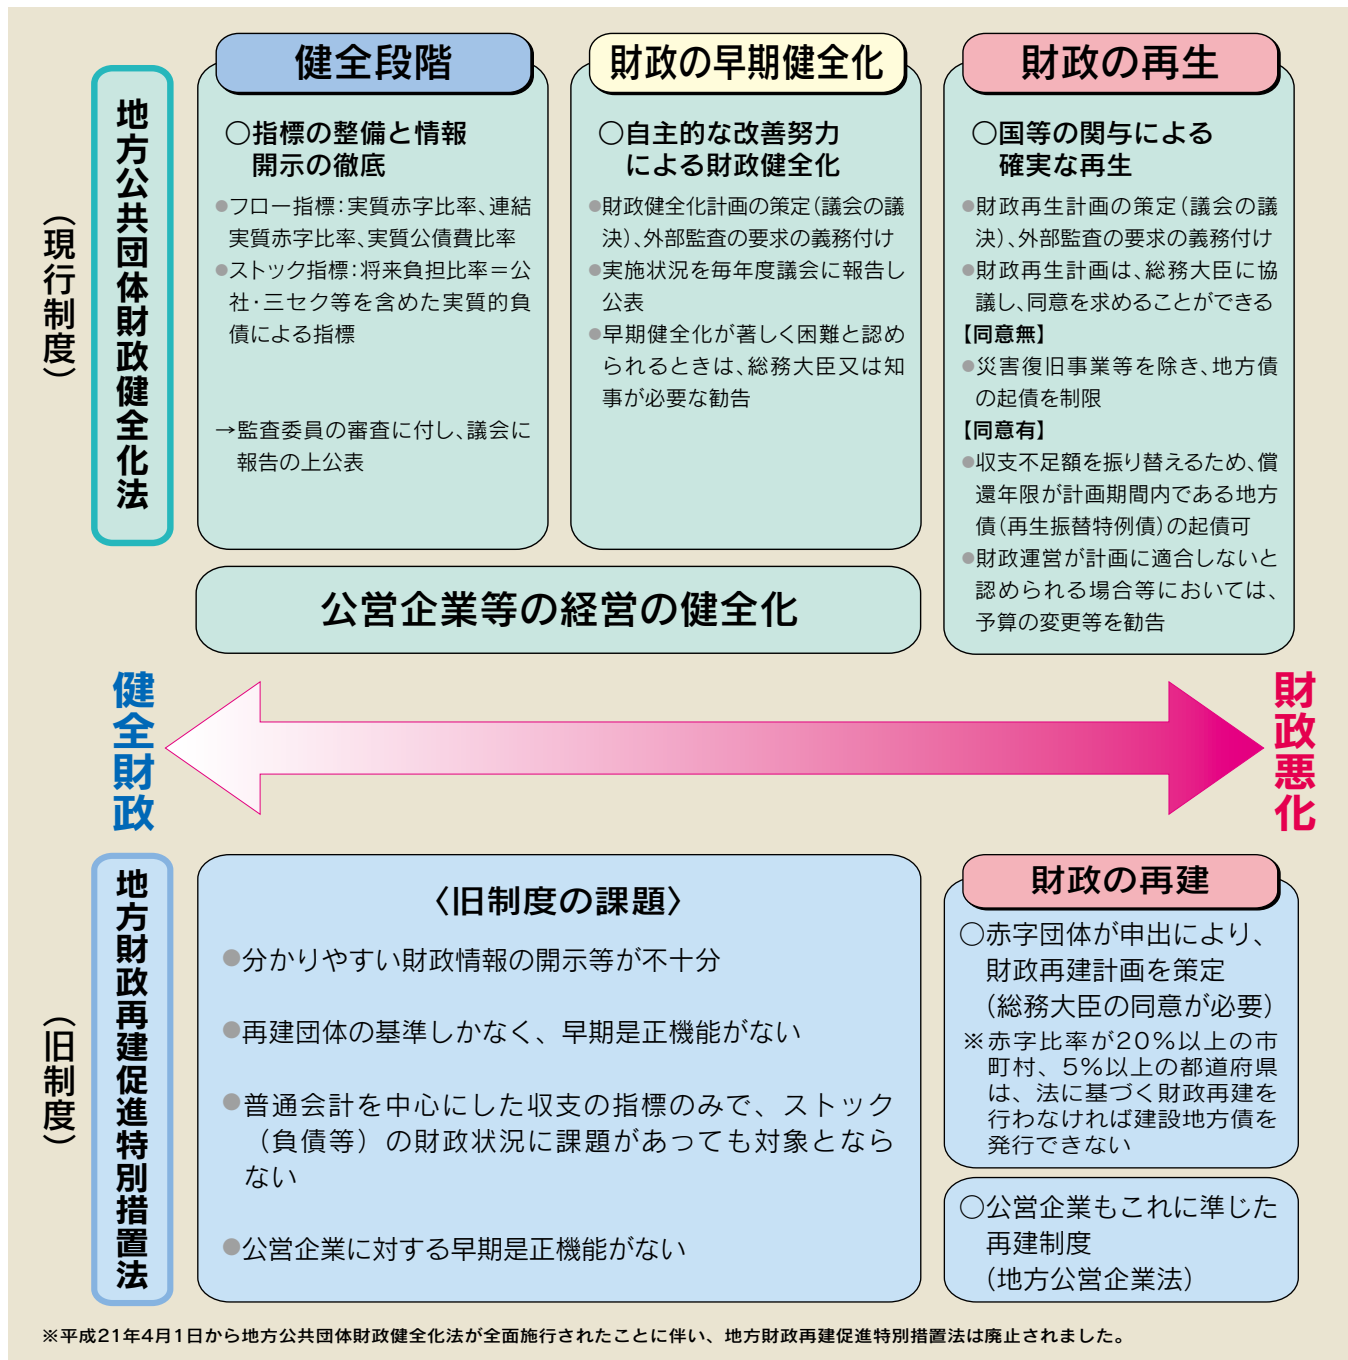 （現行制度）
地方公共団体財政健全化法
健全段階
○指標の整備と情報
開示の徹底
●フロー指標：実質赤字比率、連結
実質赤字比率、実質公債費比率
●ストック指標：将来負担比率＝公
社・三セク等を含めた実質的負
債による指標
→監査委員の審査に付し、議会に
報告の上公表
財政の早期健全化
○自主的な改善努力
による財政健全化
●財政健全化計画の策定（議会の議
決）、外部監査の要求の義務付け
●実施状況を毎年度議会に報告し
公表
●早期健全化が著しく困難と認め
られるときは、総務大臣又は知
事が必要な勧告
財政の再生
○国等の関与による
確実な再生
●財政再生計画の策定（議会の議
決）、外部監査の要求の義務付け
●財政再生計画は、総務大臣に協
議し、同意を求めることができる
【同意無】
●災害復旧事業等を除き、地方債
の起債を制限
【同意有】
●収支不足額を振り替えるため、償
還年限が計画期間内である地方
債（再生振替特例債）の起債可
●財政運営が計画に適合しないと
認められる場合等においては、
予算の変更等を勧告
公営企業等の経営の健全化
健全財政
財政悪化
（旧制度）
地方財政再建促進特別措置法
〈旧制度の課題〉
●分かりやすい財政情報の開示等が不十分
●再建団体の基準しかなく、早期是正機能がない
●普通会計を中心にした収支の指標のみで、ストック
（負債等）の財政状況に課題があっても対象となら
ない
●公営企業に対する早期是正機能がない
財政の再建
○赤字団体が申出により、
財政再建計画を策定
（総務大臣の同意が必要）
※赤字比率が20％以上の市
町村、5％以上の都道府県
は、法に基づく財政再建を
行わなければ建設地方債を
発行できない
○公営企業もこれに準じた
再建制度
（地方公営企業法）
※平成21年4月1日から地方公共団体財政健全化法が全面施行されたことに伴い、地方財政再建促進特別措置法は廃止されました。